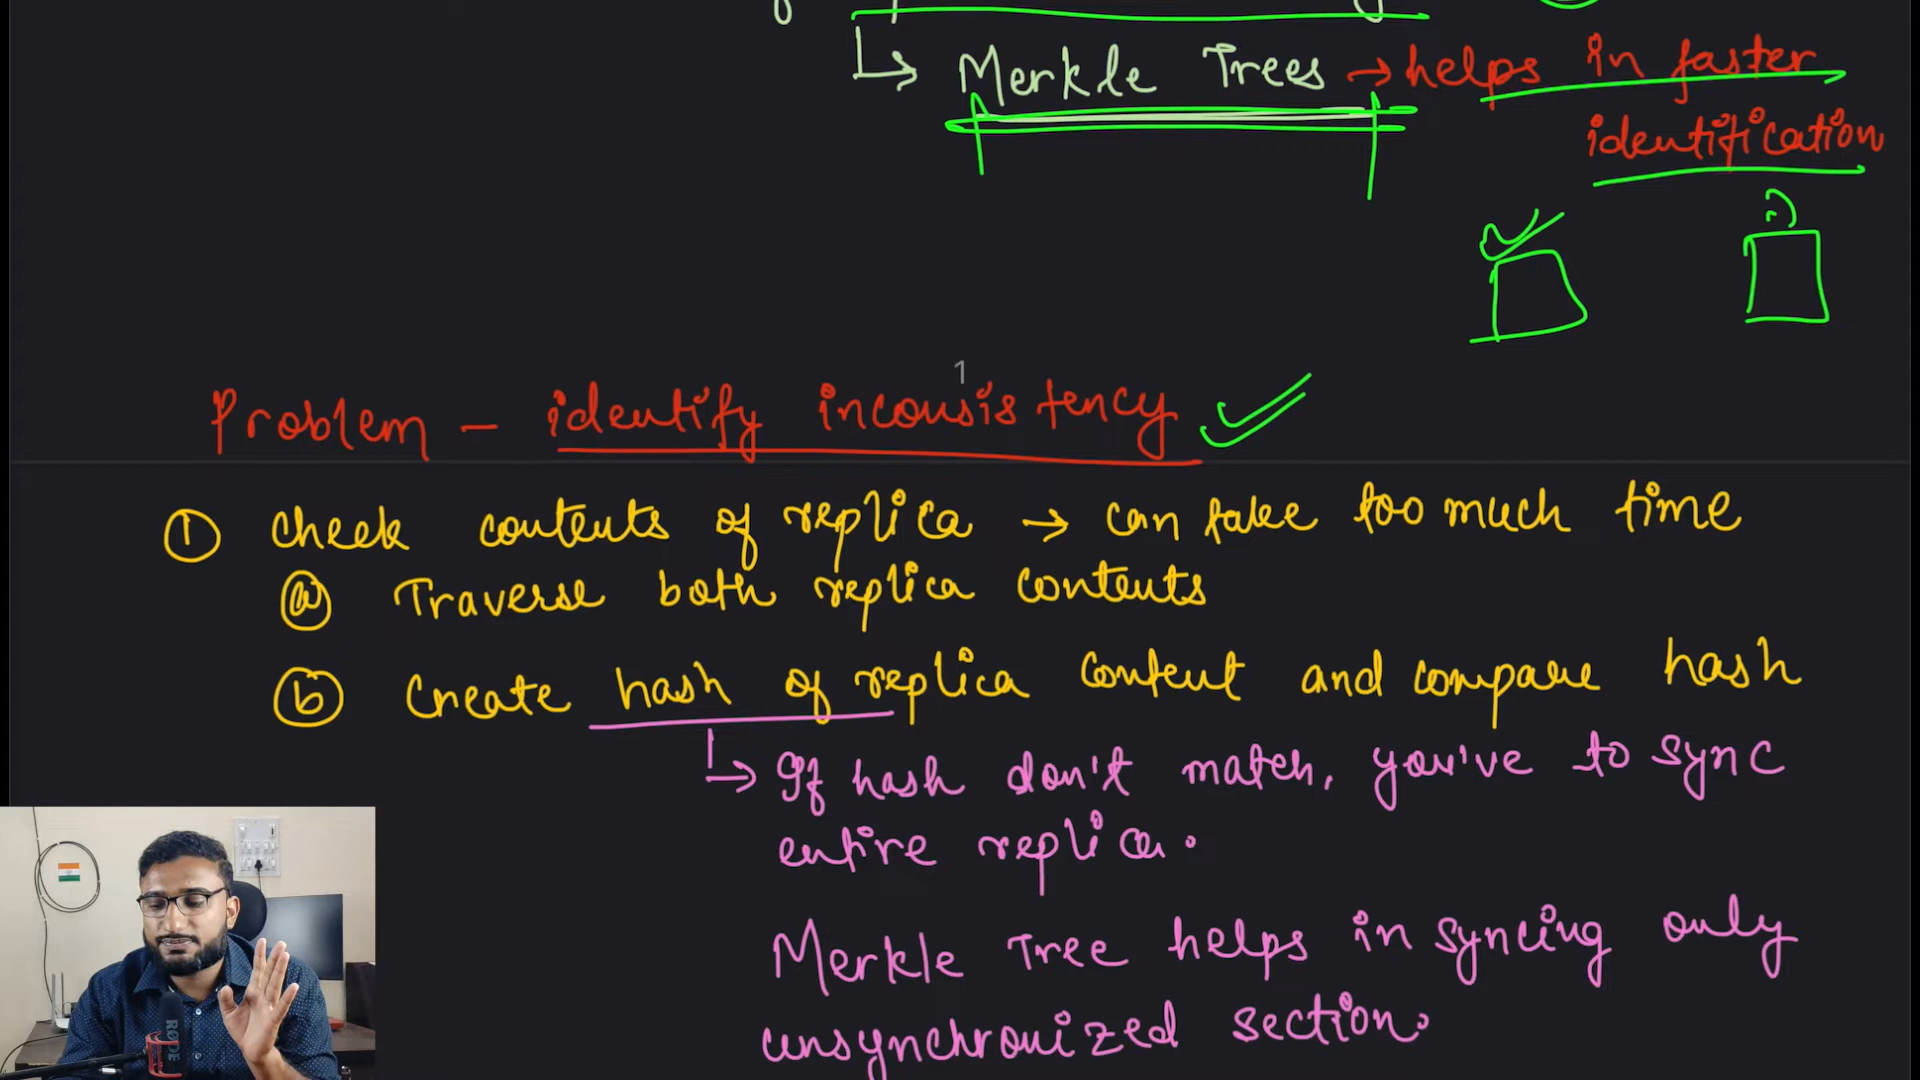 ↳ Merkle Trees → helps in faster
identification
1
Problem - identify inconsistency
① Check contents of replica → can take too much time
ⓐ Traverse both replica contents
ⓑ Create hash of replica content and compare hash
↳ If hash don't match, you've to sync
entire replica.
Merkle Tree helps in syncing only
unsynchronized section.
RODE